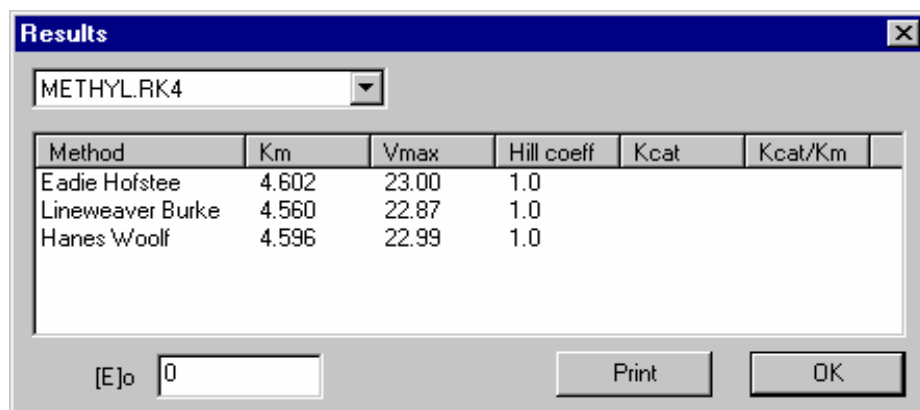 Results
METHYL.RK4
Method Km Vmax Hill coeff Kcat Kcat/Km
Eadie Hofstee 4.602 23.00 1.0
Lineweaver Burke 4.560 22.87 1.0
Hanes Woolf 4.596 22.99 1.0
[E]o 0 Print OK